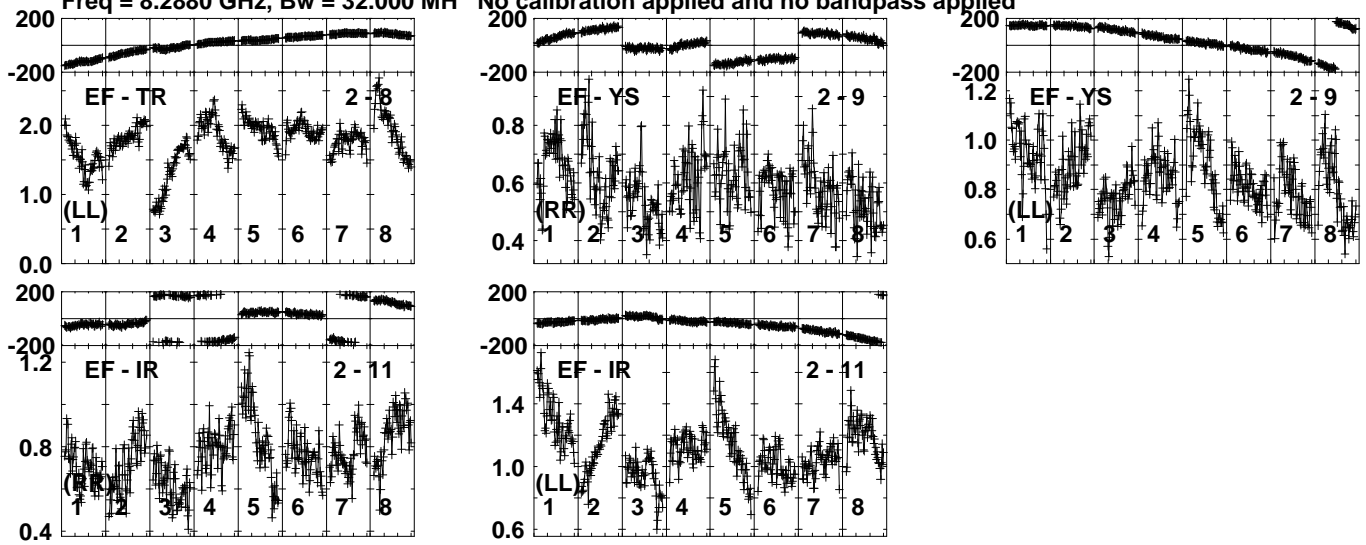 Freq = 8.2880 GHz, Bw = 32.000 MH No calibration applied and no bandpass applied
200
-200
EF - TR 2 - 8
2.0
1.0
0.0
(LL)
1 2 3 4 5 6 7 8
200
-200
EF - YS 2 - 9
0.8
0.6
0.4
(RR)
1 2 3 4 5 6 7 8
200
-200
EF - YS 2 - 9
1.2
1.0
0.8
0.6
(LL)
1 2 3 4 5 6 7 8
200
-200
EF - IR 2 - 11
1.2
0.8
0.4
(RR)
1 2 3 4 5 6 7 8
200
-200
EF - IR 2 - 11
1.4
1.0
0.6
(LL)
1 2 3 4 5 6 7 8